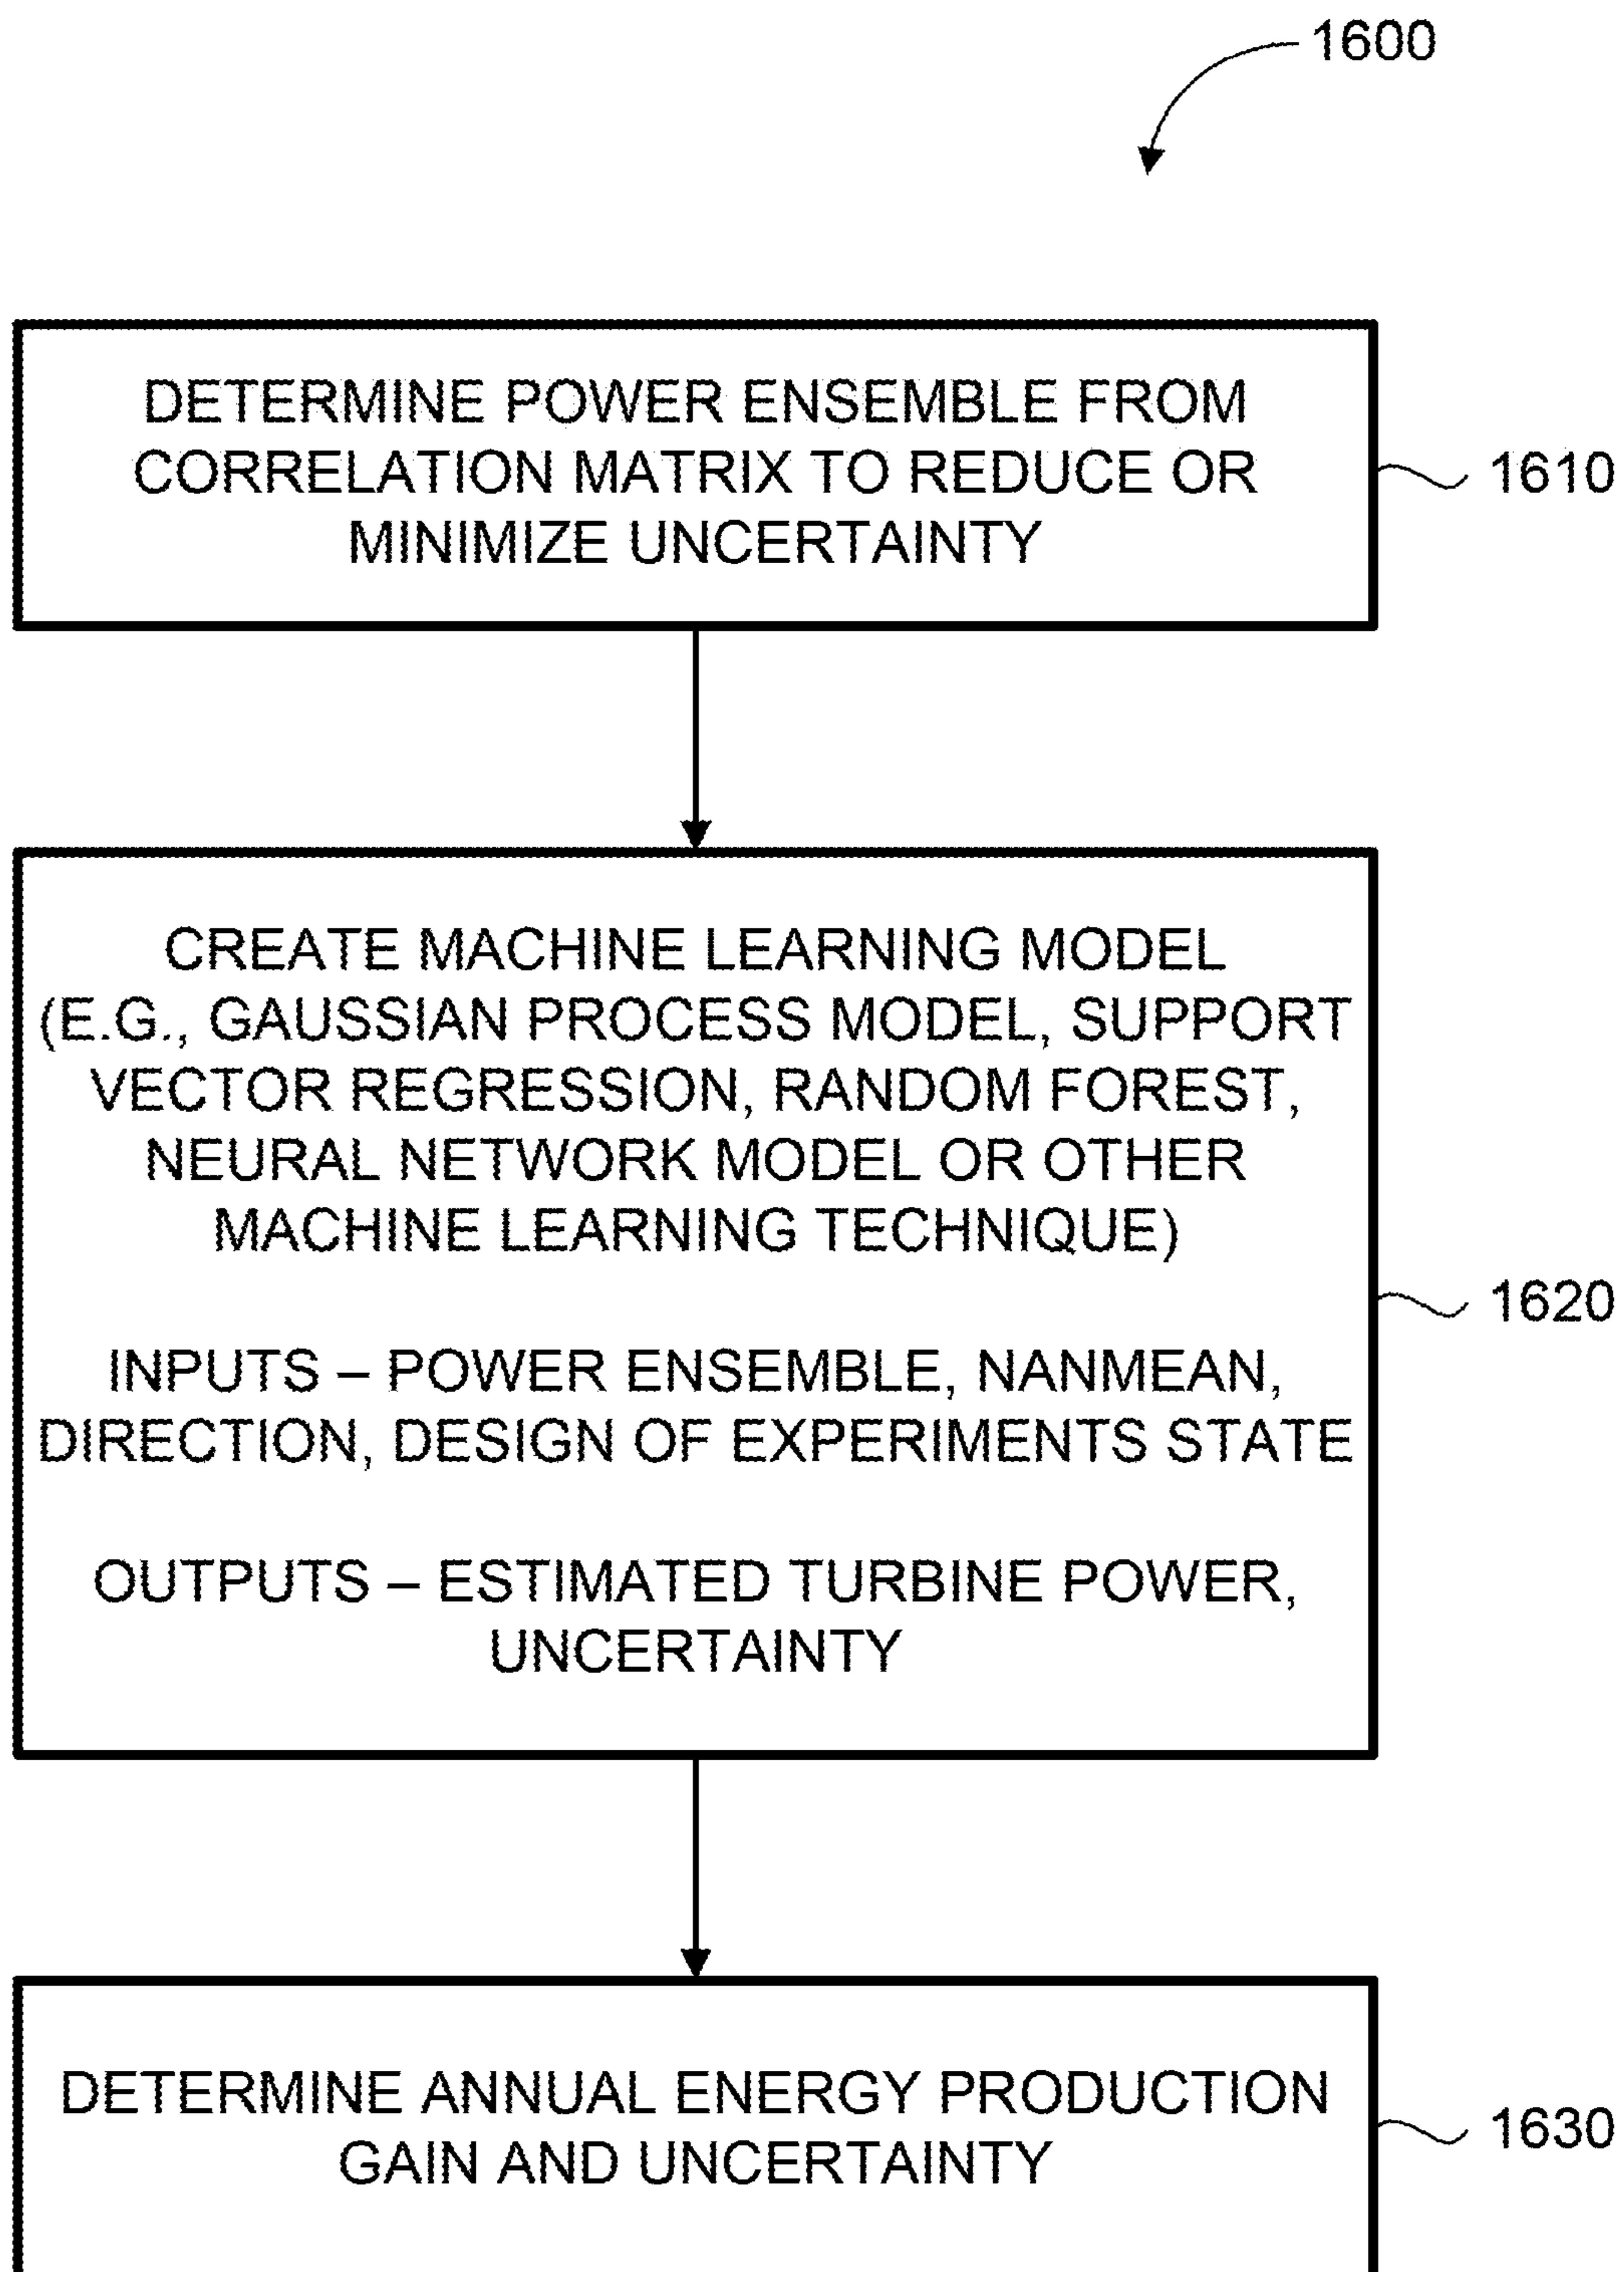 1600
DETERMINE POWER ENSEMBLE FROM
CORRELATION MATRIX TO REDUCE OR
MINIMIZE UNCERTAINTY
1610
CREATE MACHINE LEARNING MODEL
(E.G., GAUSSIAN PROCESS MODEL, SUPPORT
VECTOR REGRESSION, RANDOM FOREST,
NEURAL NETWORK MODEL OR OTHER
MACHINE LEARNING TECHNIQUE)
INPUTS – POWER ENSEMBLE, NANMEAN,
DIRECTION, DESIGN OF EXPERIMENTS STATE
OUTPUTS – ESTIMATED TURBINE POWER,
UNCERTAINTY
1620
DETERMINE ANNUAL ENERGY PRODUCTION
GAIN AND UNCERTAINTY
1630